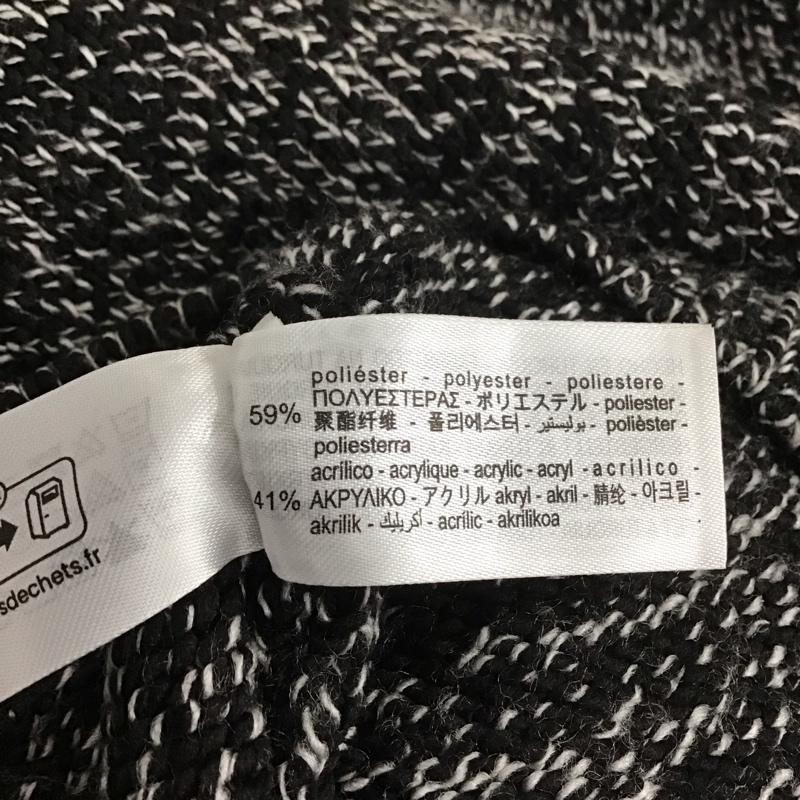 59% poliéster - polyester - poliestere -
ΠΟΛΥΕΣΤΕΡΑΣ - ポリエステル - poliester -
聚酯纤维 - 폴리에스터 - بوليستير - polièster -
poliesterra
41% acrílico - acrylique - acrylic - acryl - acrilico -
ΑΚΡΥΛΙΚΟ - アクリル akryl - akril - 腈纶 - 아크릴 -
akrilik - أكريليك - acrílic - akrilikoa
sdechets.fr